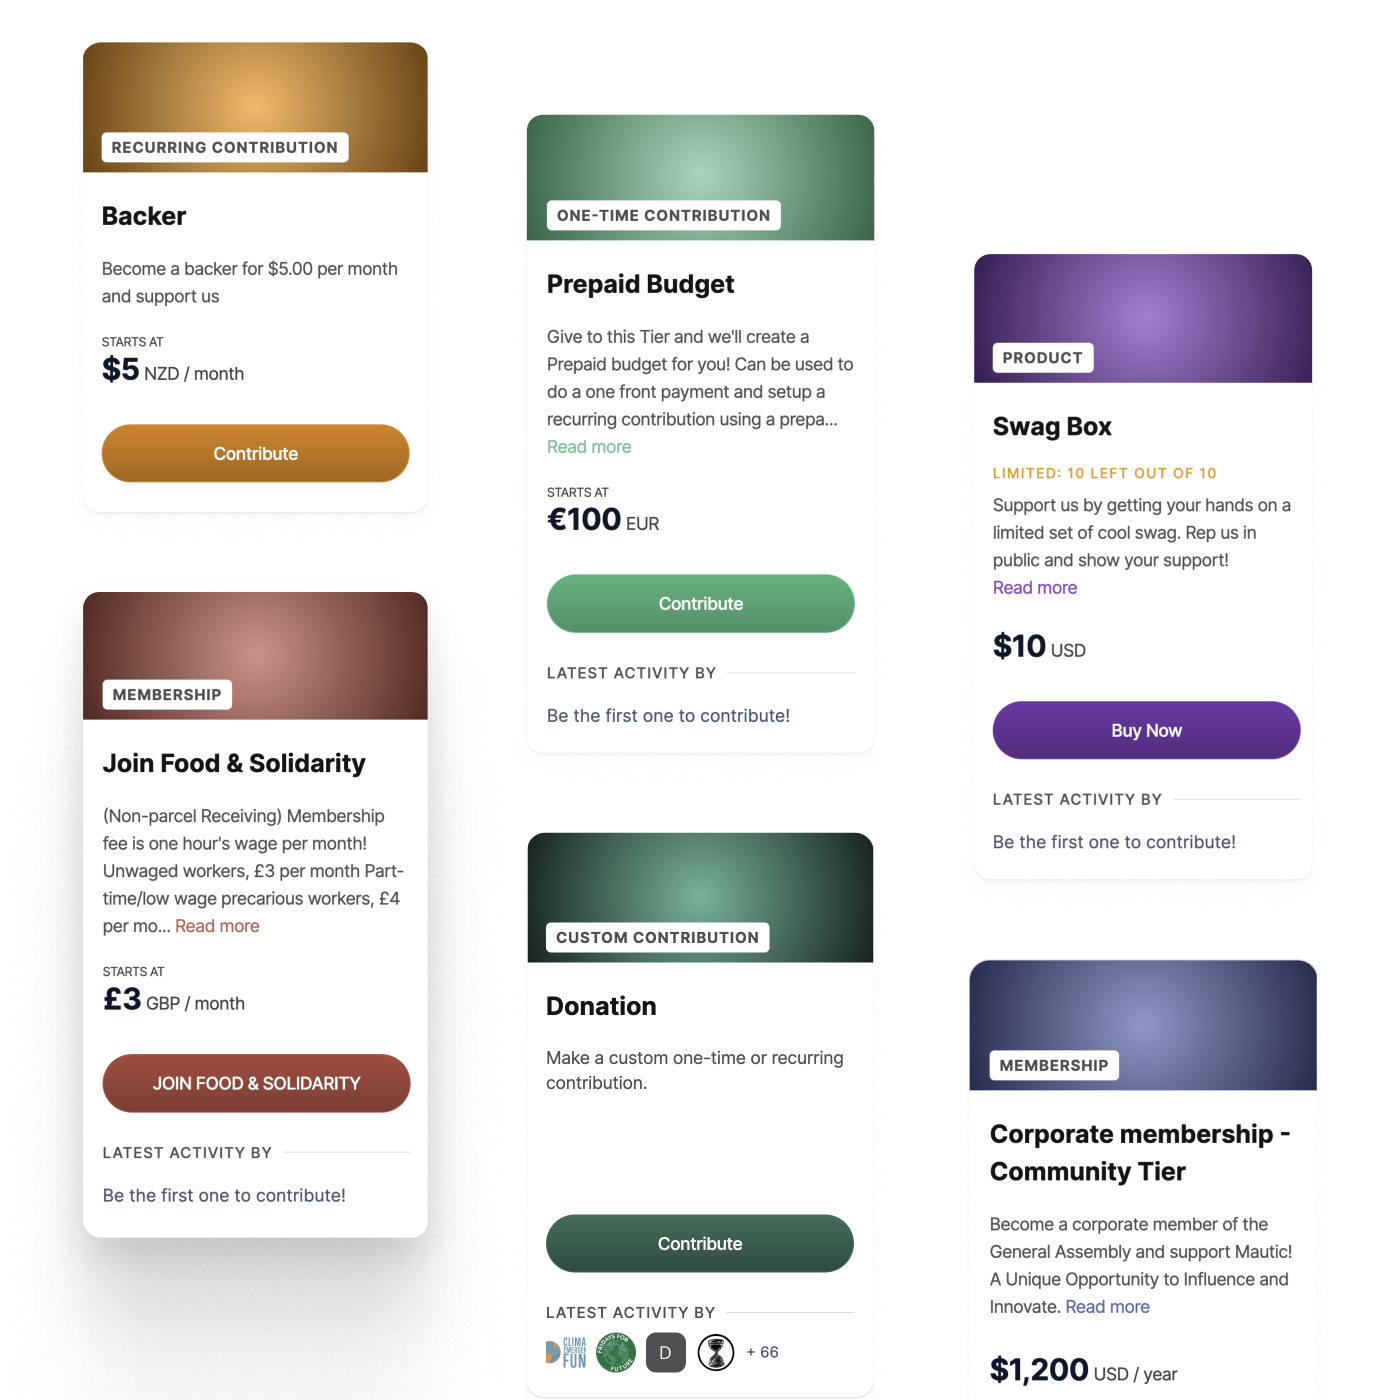 RECURRING CONTRIBUTION
Backer
Become a backer for $5.00 per month
and support us
STARTS AT
$5 NZD / month
Contribute
MEMBERSHIP
Join Food & Solidarity
(Non-parcel Receiving) Membership
fee is one hour's wage per month!
Unwaged workers, £3 per month Part-
time/low wage precarious workers, £4
per mo... Read more
STARTS AT
£3 GBP / month
JOIN FOOD & SOLIDARITY
LATEST ACTIVITY BY
Be the first one to contribute!
ONE-TIME CONTRIBUTION
Prepaid Budget
Give to this Tier and we'll create a
Prepaid budget for you! Can be used to
do a one front payment and setup a
recurring contribution using a prepa...
Read more
STARTS AT
€100 EUR
Contribute
LATEST ACTIVITY BY
Be the first one to contribute!
CUSTOM CONTRIBUTION
Donation
Make a custom one-time or recurring
contribution.
Contribute
LATEST ACTIVITY BY
CLIMA
EMERGEN
FUN
FRIDAYS FOR
FUTURE
D
+ 66
PRODUCT
Swag Box
LIMITED: 10 LEFT OUT OF 10
Support us by getting your hands on a
limited set of cool swag. Rep us in
public and show your support!
Read more
$10 USD
Buy Now
LATEST ACTIVITY BY
Be the first one to contribute!
MEMBERSHIP
Corporate membership -
Community Tier
Become a corporate member of the
General Assembly and support Mautic!
A Unique Opportunity to Influence and
Innovate. Read more
$1,200 USD / year